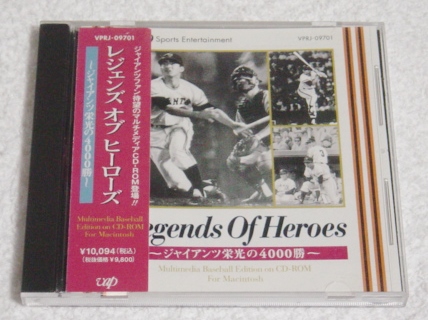 VPRJ-09701
ジャイアンツファン待望のマルチメディアCD-ROM登場!!
レジェンズ オブ ヒーローズ
〜ジャイアンツ栄光の4000勝〜
Multimedia Baseball
Edition on CD-ROM
For Macintosh
¥10,094(税込)
(税抜価格 ¥9,800)
vap
Sports Entertainment
VPRJ-09701
egends Of Heroes
〜ジャイアンツ栄光の4000勝〜
Multimedia Baseball Edition on CD-ROM
For Macintosh